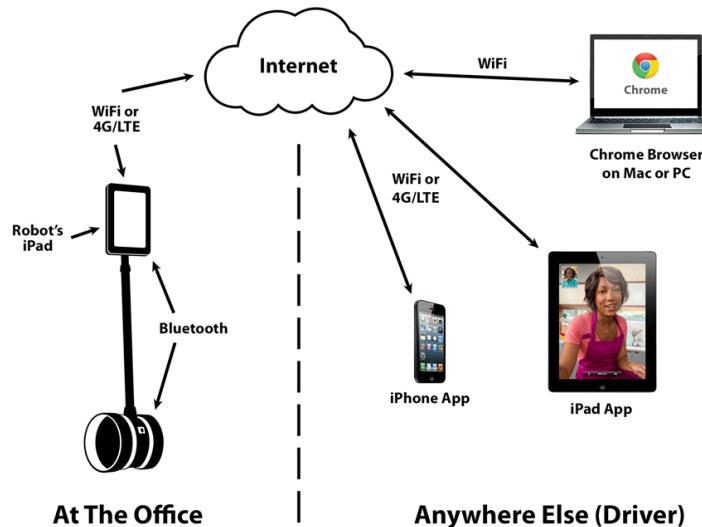 Internet
WiFi
Chrome
WiFi or
4G/LTE
Chrome Browser
on Mac or PC
WiFi or
4G/LTE
Robot's
iPad
Bluetooth
iPhone App
iPad App
At The Office
Anywhere Else (Driver)